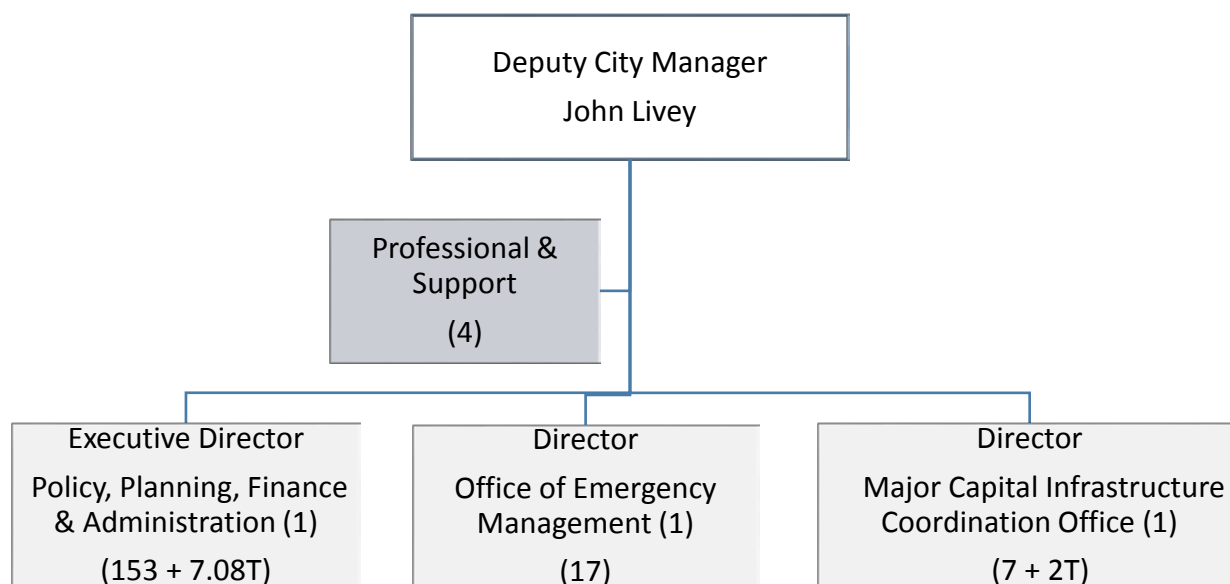 Deputy City Manager
John Livey
Professional &
Support
(4)
Executive Director
Policy, Planning, Finance
& Administration (1)
(153 + 7.08T)
Director
Office of Emergency
Management (1)
(17)
Director
Major Capital Infrastructure
Coordination Office (1)
(7 + 2T)